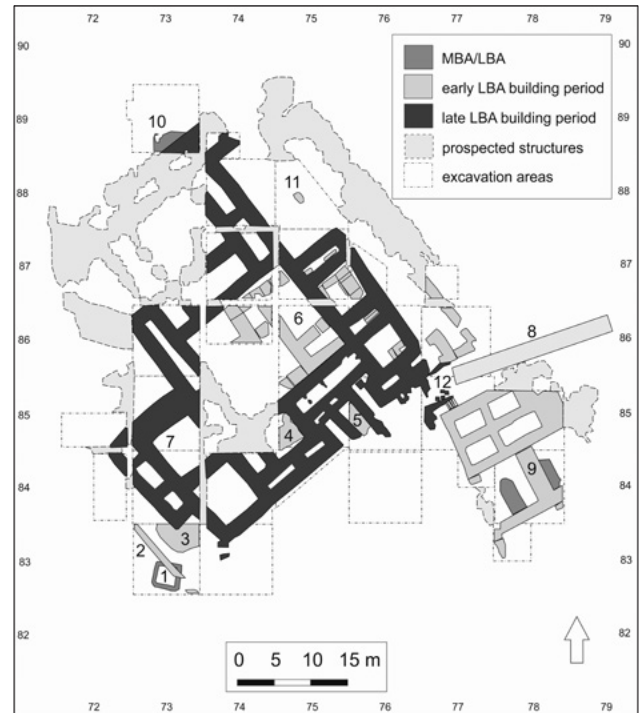 72 73 74 75 76 77 78 79
90 90
MBA/LBA
early LBA building period
late LBA building period
prospected structures
excavation areas
89 89
10
88 88
11
87 87
6
86 86
8
12
85 85
4 5
7
9
84 84
3
2
83 83
1
82 82
0 5 10 15 m
72 73 74 75 76 77 78 79